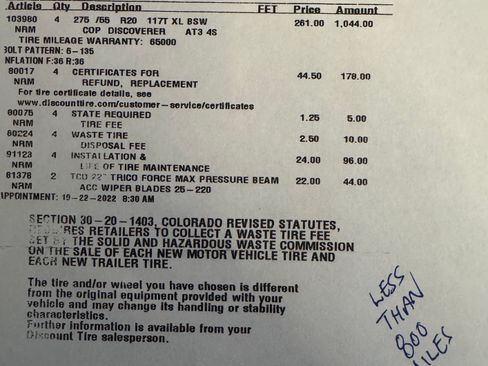 Article Qty Description FET Price Amount
103980 4 275 /55 R20 117T XL BSW 261.00 1,044.00
NRM COP DISCOVERER AT3 4S
TIRE MILEAGE WARRANTY: 65000
BOLT PATTERN: 6-135
INFLATION F:36 R:36
80017 4 CERTIFICATES FOR 44.50 178.00
NRM REFUND, REPLACEMENT
For tire certificate details, see
www.discounttire.com/customer-service/certificates
80075 4 STATE REQUIRED 1.25 5.00
NRM TIRE FEE
80224 4 WASTE TIRE 2.50 10.00
NRM DISPOSAL FEE
91123 4 INSTALLATION & 24.00 96.00
NRM LIFE OF TIRE MAINTENANCE
81378 2 TCO 22" TRICO FORCE MAX PRESSURE BEAM 22.00 44.00
NRM ACC WIPER BLADES 25-220
APPOINTMENT: 10-22-2022 8:30 AM
SECTION 30-20-1403, COLORADO REVISED STATUTES,
REQUIRES RETAILERS TO COLLECT A WASTE TIRE FEE
SET BY THE SOLID AND HAZARDOUS WASTE COMMISSION
ON THE SALE OF EACH NEW MOTOR VEHICLE TIRE AND
EACH NEW TRAILER TIRE.
The tire and/or wheel you have chosen is different
from the original equipment provided with your
vehicle and may change its handling or stability
characteristics.
Further information is available from your
Discount Tire salesperson.
LESS
THAN
800
MILES